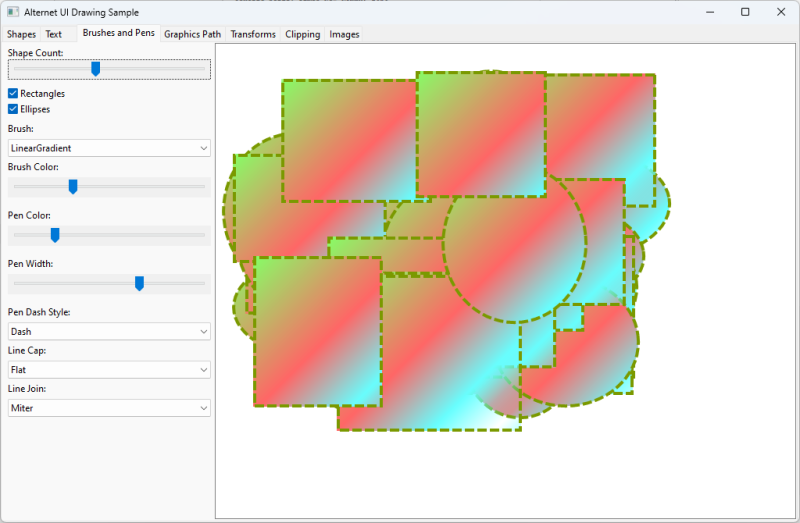 Alternet UI Drawing Sample
Shapes Text Brushes and Pens Graphics Path Transforms Clipping Images
Shape Count:
Rectangles
Ellipses
Brush:
LinearGradient
Brush Color:
Pen Color:
Pen Width:
Pen Dash Style:
Dash
Line Cap:
Flat
Line Join:
Miter